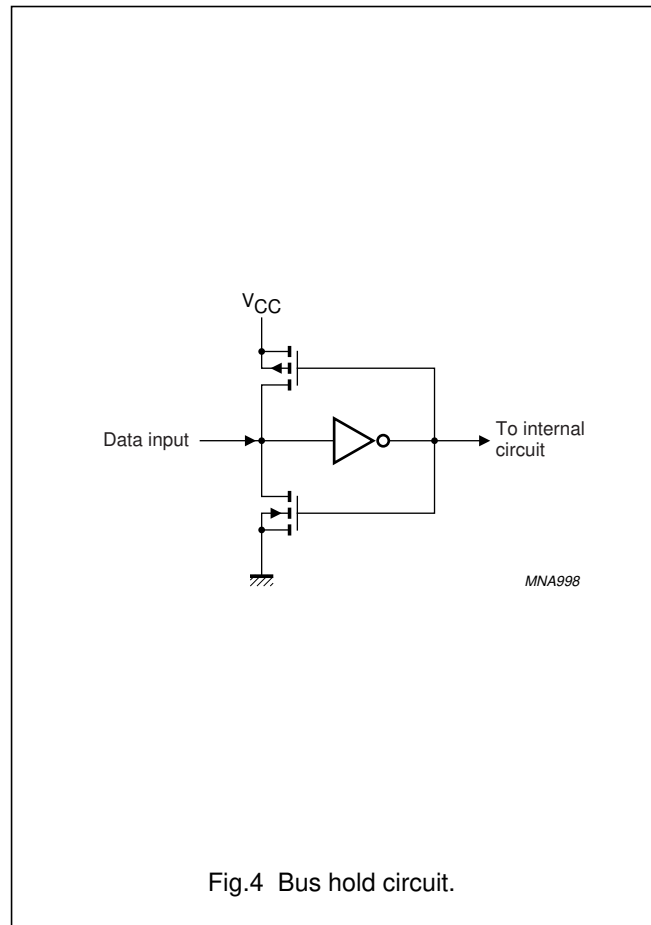 VCC
Data input
To internal
circuit
MNA998
Fig.4 Bus hold circuit.